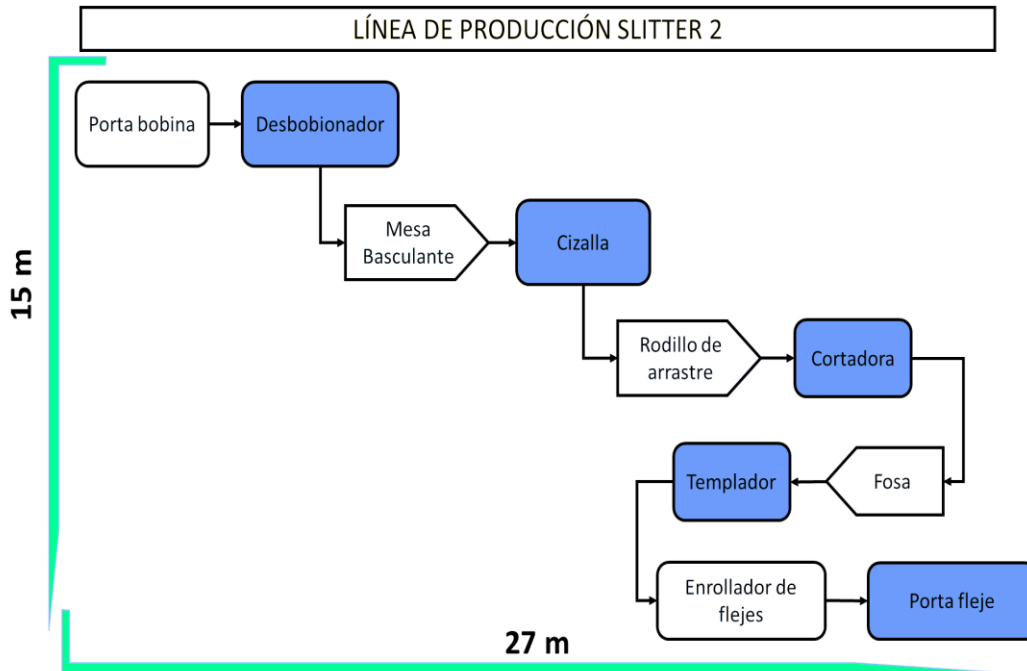 LÍNEA DE PRODUCCIÓN SLITTER 2
15 m
Porta bobina
Desbobionador
Mesa
Basculante
Cizalla
Rodillo de
arrastre
Cortadora
Fosa
Templador
Enrollador de
flejes
Porta fleje
27 m